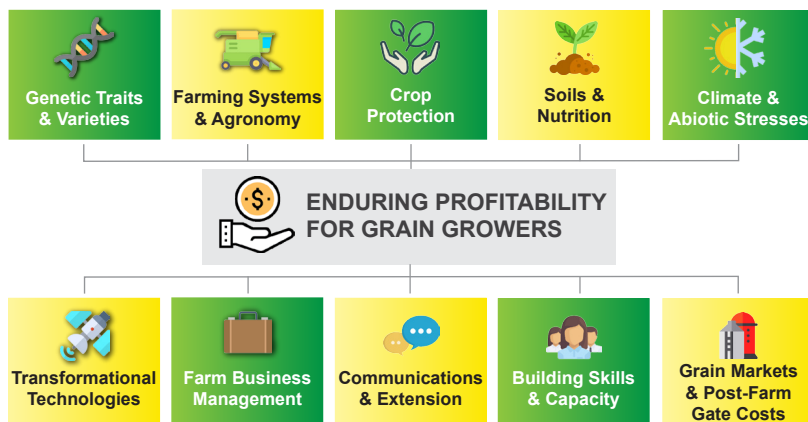 Genetic Traits
& Varieties
Farming Systems
& Agronomy
Crop
Protection
Soils &
Nutrition
Climate &
Abiotic Stresses
$
ENDURING PROFITABILITY
FOR GRAIN GROWERS
Transformational
Technologies
Farm Business
Management
Communications
& Extension
Building Skills
& Capacity
Grain Markets
& Post-Farm
Gate Costs